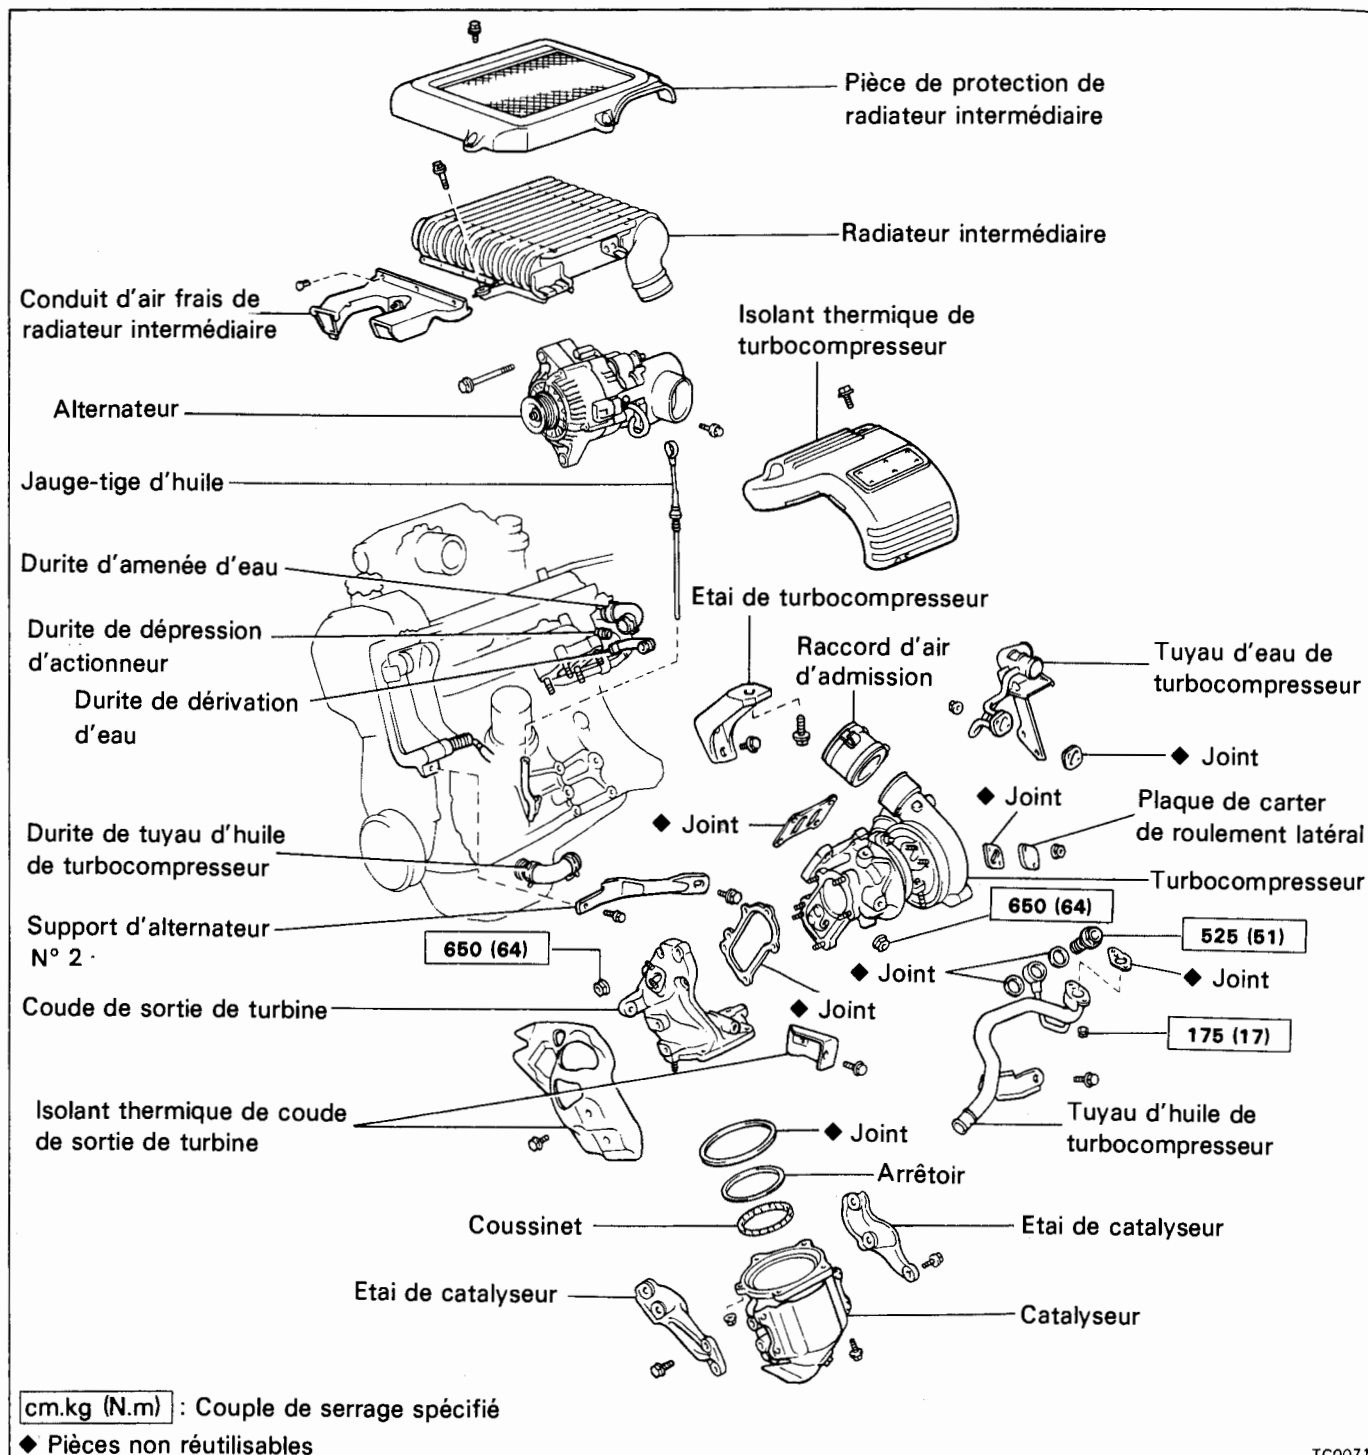 Pièce de protection de
radiateur intermédiaire
Radiateur intermédiaire
Conduit d'air frais de
radiateur intermédiaire
Isolant thermique de
turbocompresseur
Alternateur
Jauge-tige d'huile
Durite d'amenée d'eau
Etai de turbocompresseur
Durite de dépression
d'actionneur
Raccord d'air
d'admission
Tuyau d'eau de
turbocompresseur
Durite de dérivation
d'eau
◆ Joint
◆ Joint
Plaque de carter
de roulement latéral
◆ Joint
Durite de tuyau d'huile
de turbocompresseur
Turbocompresseur
650 (64)
Support d'alternateur
N° 2
650 (64)
525 (51)
◆ Joint
◆ Joint
Coude de sortie de turbine
◆ Joint
175 (17)
Isolant thermique de coude
de sortie de turbine
Tuyau d'huile de
turbocompresseur
◆ Joint
Arrêtoir
Coussinet
Etai de catalyseur
Etai de catalyseur
Catalyseur
cm.kg (N.m) : Couple de serrage spécifié
◆ Pièces non réutilisables